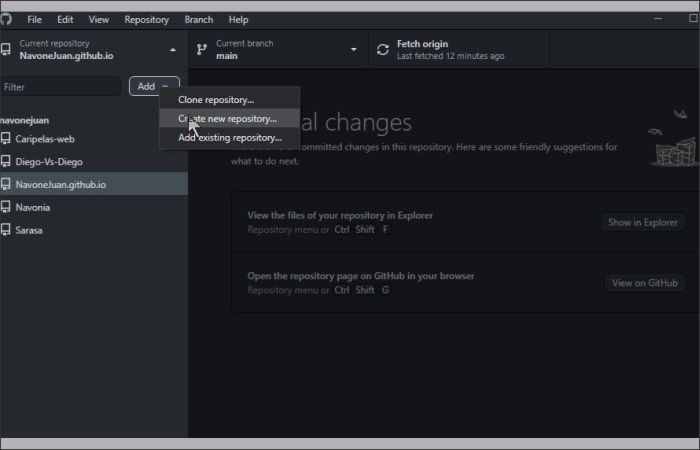 File Edit View Repository Branch Help
Current repository
NavoneJuan.github.io
Current branch
main
Fetch origin
Last fetched 12 minutes ago
Filter
Add
Clone repository...
Create new repository...
Add existing repository...
navonejuan
Caripelas-web
Diego-Vs-Diego
NavoneJuan.github.io
Navonia
Sarasa
al changes
committed changes in this repository. Here are some friendly suggestions for
what to do next.
View the files of your repository in Explorer
Repository menu or Ctrl Shift F
Show in Explorer
Open the repository page on GitHub in your browser
Repository menu or Ctrl Shift G
View on GitHub